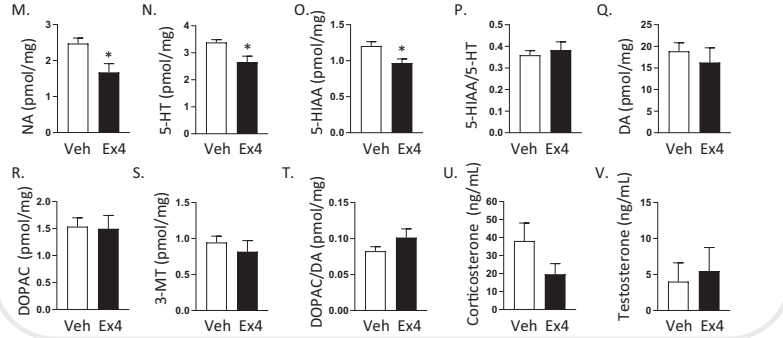 M.
NA (pmol/mg)
3
2
1
0
*
Veh Ex4
N.
5-HT (pmol/mg)
4
3
2
1
0
*
Veh Ex4
O.
5-HIAA (pmol/mg)
1.5
1.0
0.5
0.0
*
Veh Ex4
P.
5-HIAA/5-HT
0.5
0.4
0.3
0.2
0.1
0.0
Veh Ex4
Q.
DA (pmol/mg)
25
20
15
10
5
0
Veh Ex4
R.
DOPAC (pmol/mg)
2.0
1.5
1.0
0.5
0.0
Veh Ex4
S.
3-MT (pmol/mg)
1.5
1.0
0.5
0.0
Veh Ex4
T.
DOPAC/DA (pmol/mg)
0.15
0.10
0.05
0.00
Veh Ex4
U.
Corticosterone (ng/mL)
60
50
40
30
20
10
0
Veh Ex4
V.
Testosterone (ng/mL)
15
10
5
0
Veh Ex4